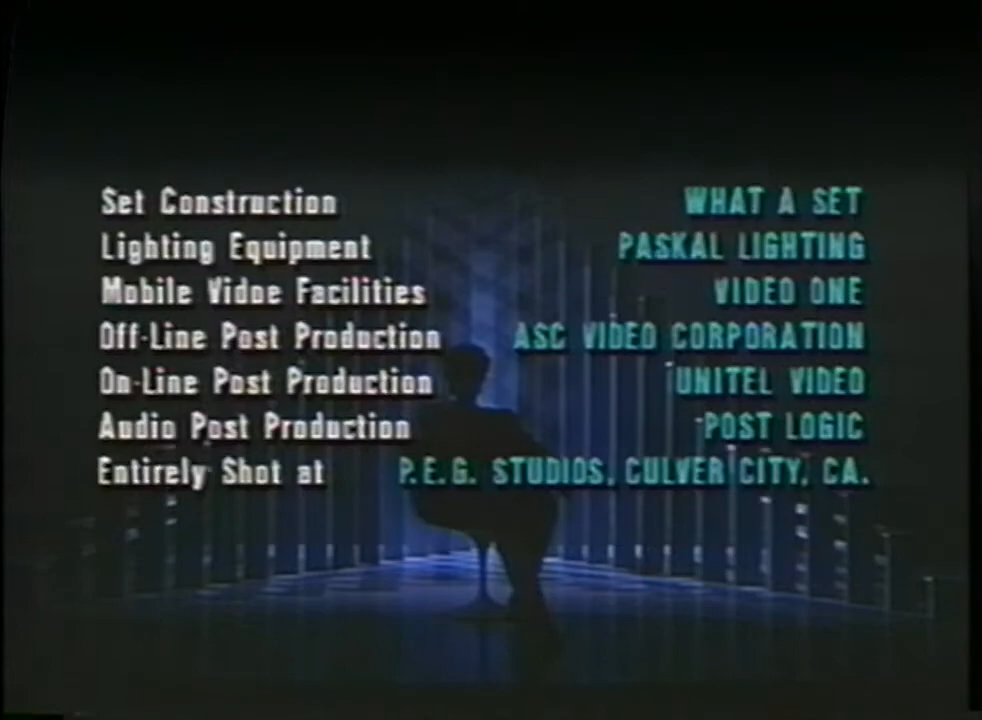 Set Construction WHAT A SET
Lighting Equipment PASKAL LIGHTING
Mobile Vidoe Facilities VIDEO ONE
Off-Line Post Production ASC VIDEO CORPORATION
On-Line Post Production UNITEL VIDEO
Audio Post Production POST LOGIC
Entirely Shot at P.E.G. STUDIOS, CULVER CITY, CA.